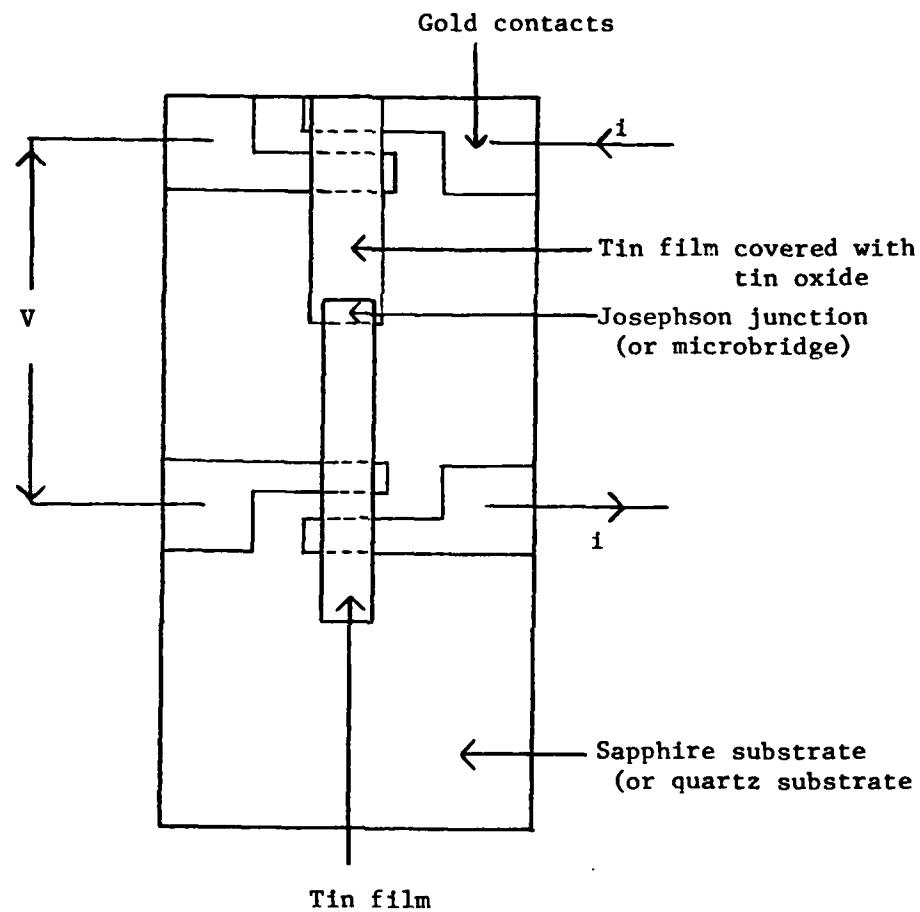 Gold contacts
i
Tin film covered with
tin oxide
V
Josephson junction
(or microbridge)
i
Sapphire substrate
(or quartz substrate
Tin film